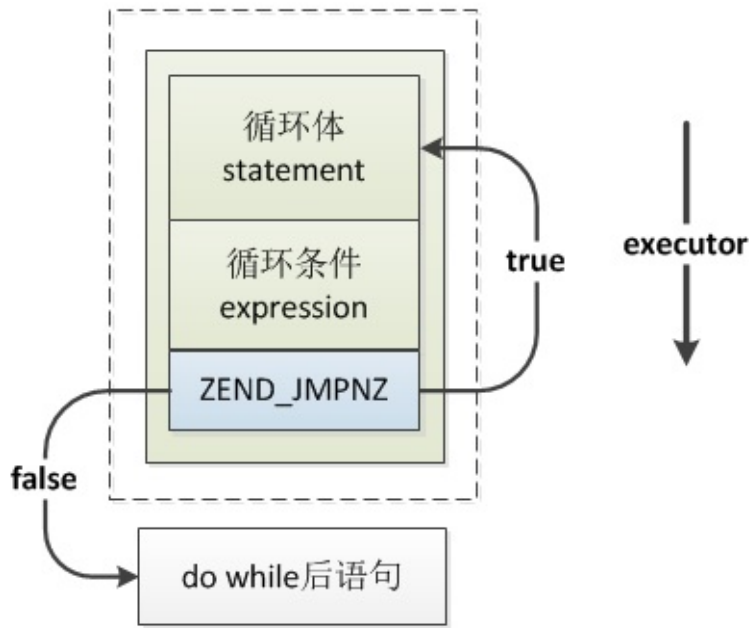 循环体
statement
循环条件
expression
ZEND_JMPNZ
true
executor
false
do while后语句